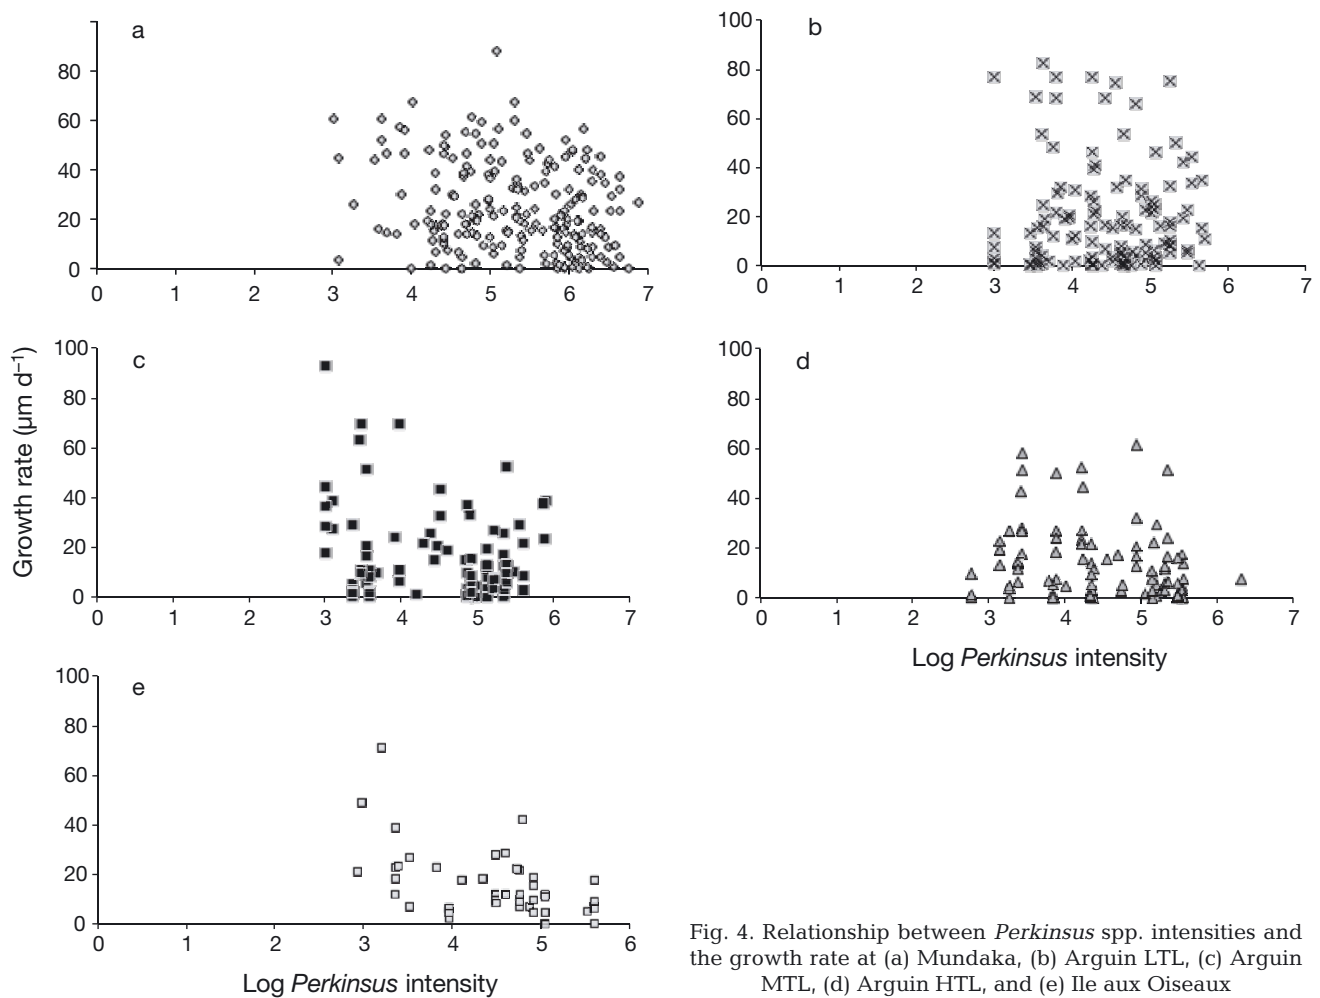 a
80
60
40
20
0
0 1 2 3 4 5 6 7
b
100
80
60
40
20
0
0 1 2 3 4 5 6 7
Growth rate (µm d⁻¹)
c
100
80
60
40
20
0
0 1 2 3 4 5 6 7
d
100
80
60
40
20
0
0 1 2 3 4 5 6 7
Log Perkinsus intensity
e
100
80
60
40
20
0
0 1 2 3 4 5 6
Log Perkinsus intensity
Fig. 4. Relationship between Perkinsus spp. intensities and
the growth rate at (a) Mundaka, (b) Arguin LTL, (c) Arguin
MTL, (d) Arguin HTL, and (e) Ile aux Oiseaux